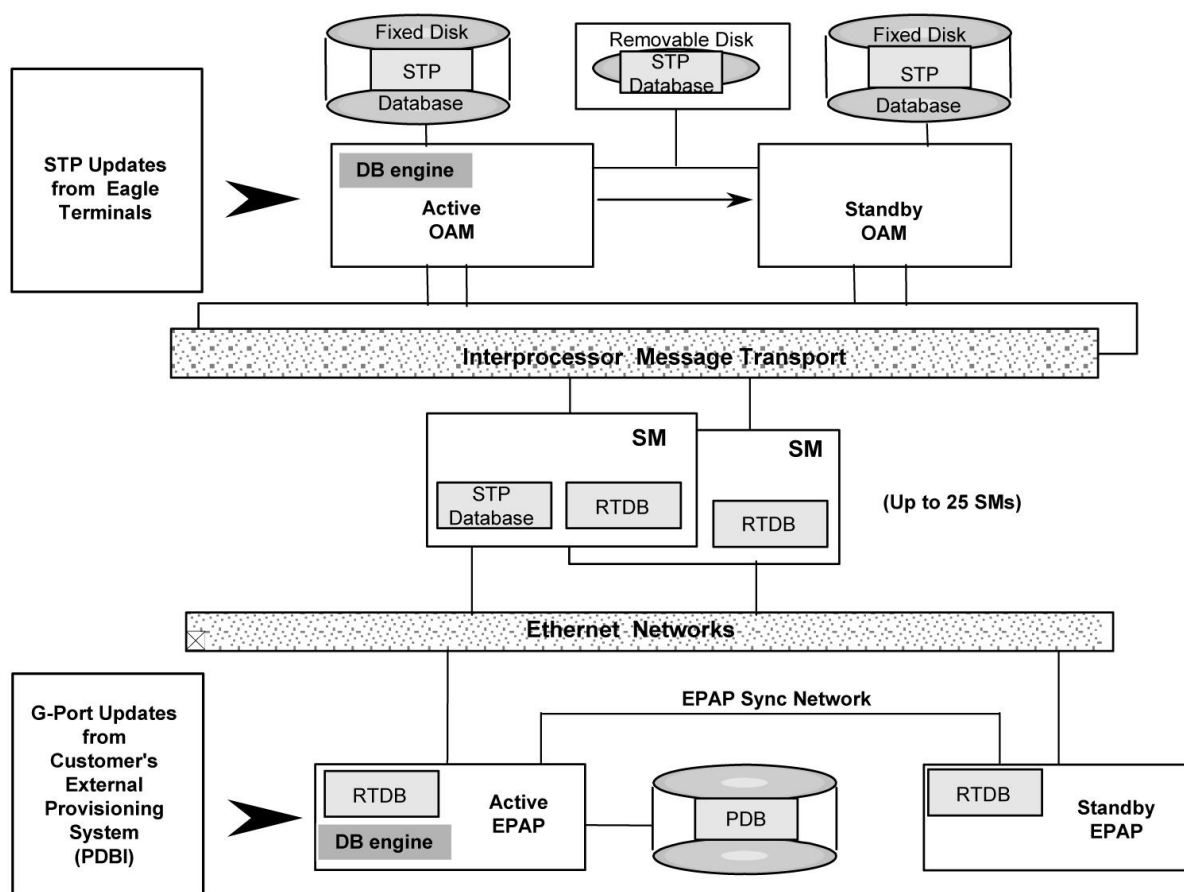 Fixed Disk
STP
Database
Removable Disk
STP
Database
Fixed Disk
STP
Database
STP Updates
from Eagle
Terminals
DB engine
Active
OAM
Standby
OAM
Interprocessor Message Transport
SM
STP
Database
RTDB
SM
RTDB
(Up to 25 SMs)
Ethernet Networks
G-Port Updates
from
Customer's
External
Provisioning
System
(PDBI)
EPAP Sync Network
RTDB
DB engine
Active
EPAP
PDB
RTDB
Standby
EPAP